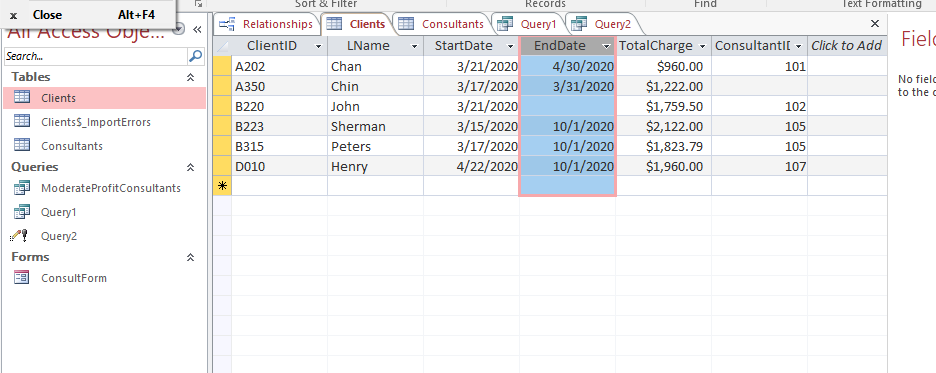 x Close Alt+F4
Sort & Filter Records Find Text Formatting
All Access Obje...
Search...
Tables
Clients
Clients$_ImportErrors
Consultants
Queries
ModerateProfitConsultants
Query1
Query2
Forms
ConsultForm
Relationships Clients Consultants Query1 Query2
ClientID LName StartDate EndDate TotalCharge ConsultantID Click to Add
A202 Chan 3/21/2020 4/30/2020 $960.00 101
A350 Chin 3/17/2020 3/31/2020 $1,222.00
B220 John 3/21/2020 $1,759.50 102
B223 Sherman 3/15/2020 10/1/2020 $2,122.00 105
B315 Peters 3/17/2020 10/1/2020 $1,823.79 105
D010 Henry 4/22/2020 10/1/2020 $1,960.00 107
Fiel
No fiel
to the